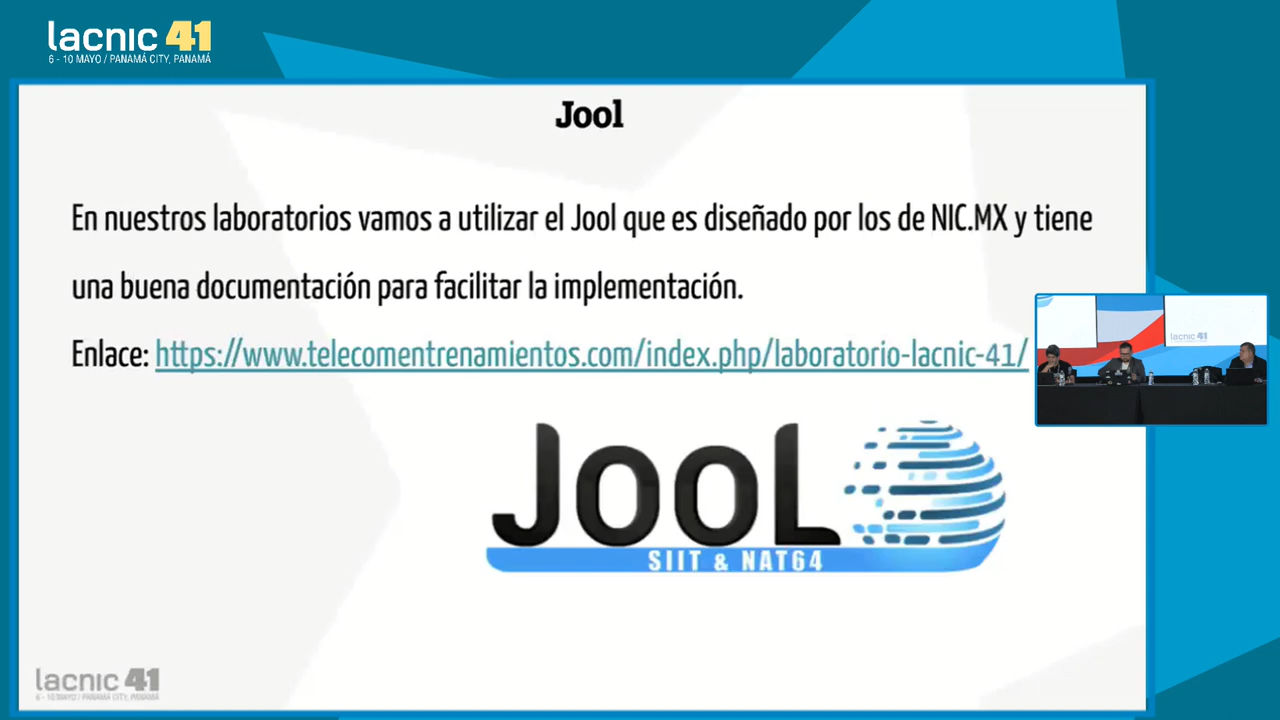 lacnic 41
6 - 10 MAYO / PANAMÁ CITY, PANAMÁ
Jool
En nuestros laboratorios vamos a utilizar el Jool que es diseñado por los de NIC.MX y tiene
una buena documentación para facilitar la implementación.
Enlace: https://www.telecomentrenamientos.com/index.php/laboratorio-lacnic-41/
lacnic 41
JOOL
SIIT & NAT64
lacnic 41
6 - 10 MAYO / PANAMÁ CITY, PANAMÁ